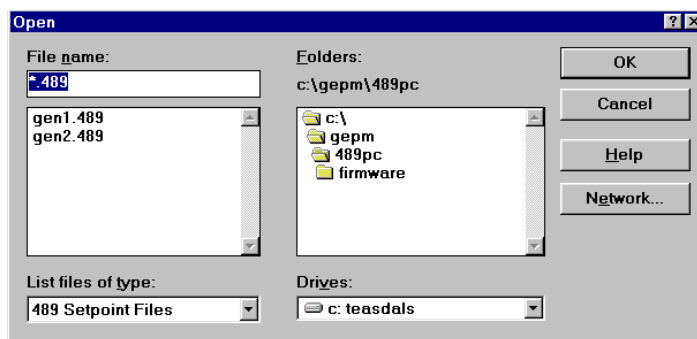 Open
File name:
*.489
gen1.489
gen2.489
List files of type:
489 Setpoint Files
Folders:
c:\gepm\489pc
c:\
gepm
489pc
firmware
Drives:
c: teasdals
OK
Cancel
Help
Network...